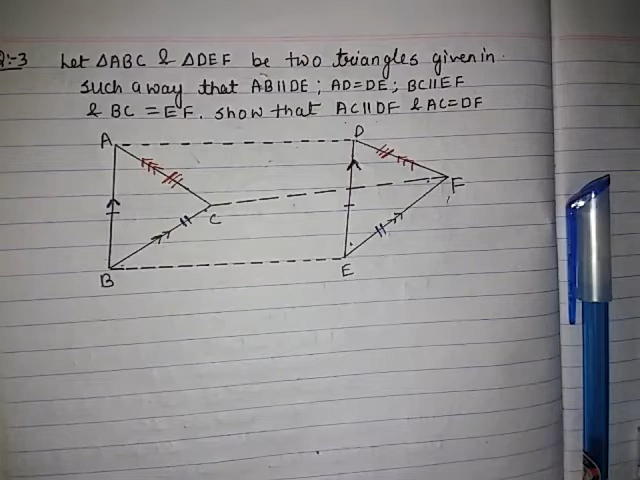 Q:-3 Let ΔABC & ΔDEF be two triangles given in
such a way that AB||DE; AD=DE; BC||EF
& BC = EF. show that AC||DF & AC=DF
A D
C F
B E